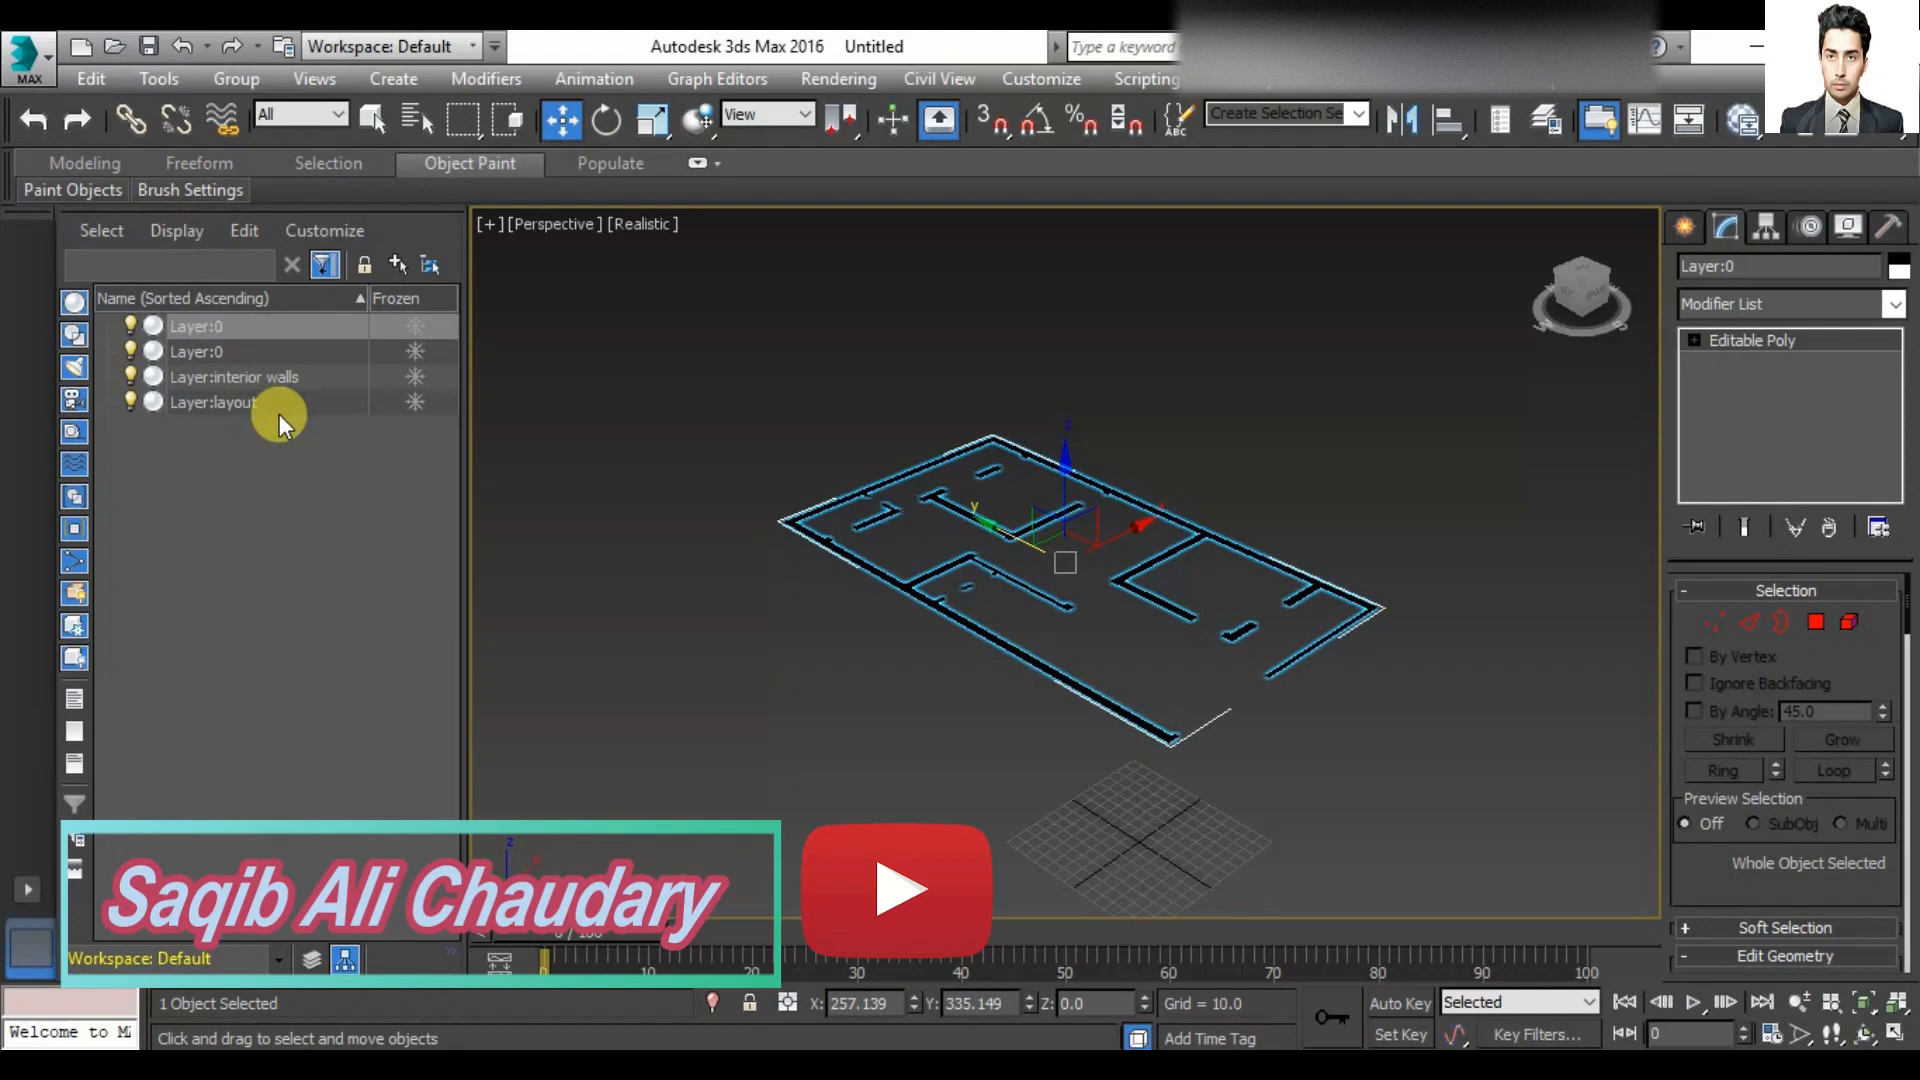 MAX
Workspace: Default
Autodesk 3ds Max 2016 Untitled
Type a keyword
Edit Tools Group Views Create Modifiers Animation Graph Editors Rendering Civil View Customize Scripting
All
View
3
%
ABC
Create Selection Se
Modeling Freeform Selection Object Paint Populate
Paint Objects Brush Settings
Select Display Edit Customize
Name (Sorted Ascending) Frozen
Layer:0
Layer:0
Layer:interior walls
Layer:layout
[+] [Perspective ] [Realistic ]
z
y
Layer:0
Modifier List
Editable Poly
Selection
By Vertex
Ignore Backfacing
By Angle: 45.0
Shrink Grow
Ring Loop
Preview Selection
Off SubObj Multi
Whole Object Selected
Soft Selection
Edit Geometry
z
Saqib Ali Chaudary
Workspace: Default
0 10 20 30 40 50 60 70 80 90 100
1 Object Selected X: 257.139 Y: 335.149 Z: 0.0 Grid = 10.0 Auto Key Selected
Welcome to M
Click and drag to select and move objects Add Time Tag Set Key Key Filters... 0